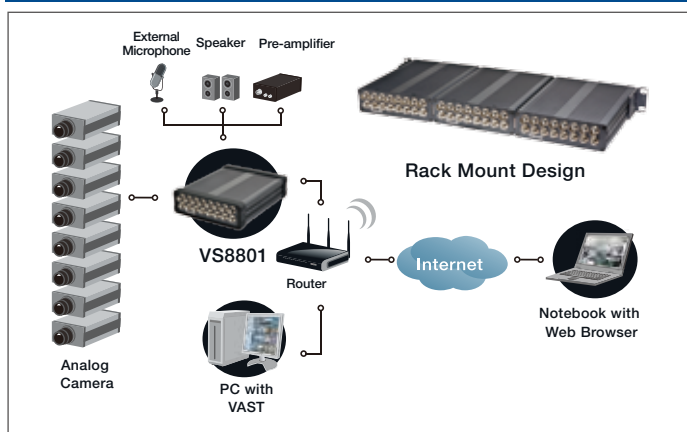 External
Microphone
Speaker
Pre-amplifier
Rack Mount Design
VS8801
Router
Internet
Notebook with
Web Browser
Analog
Camera
PC with
VAST